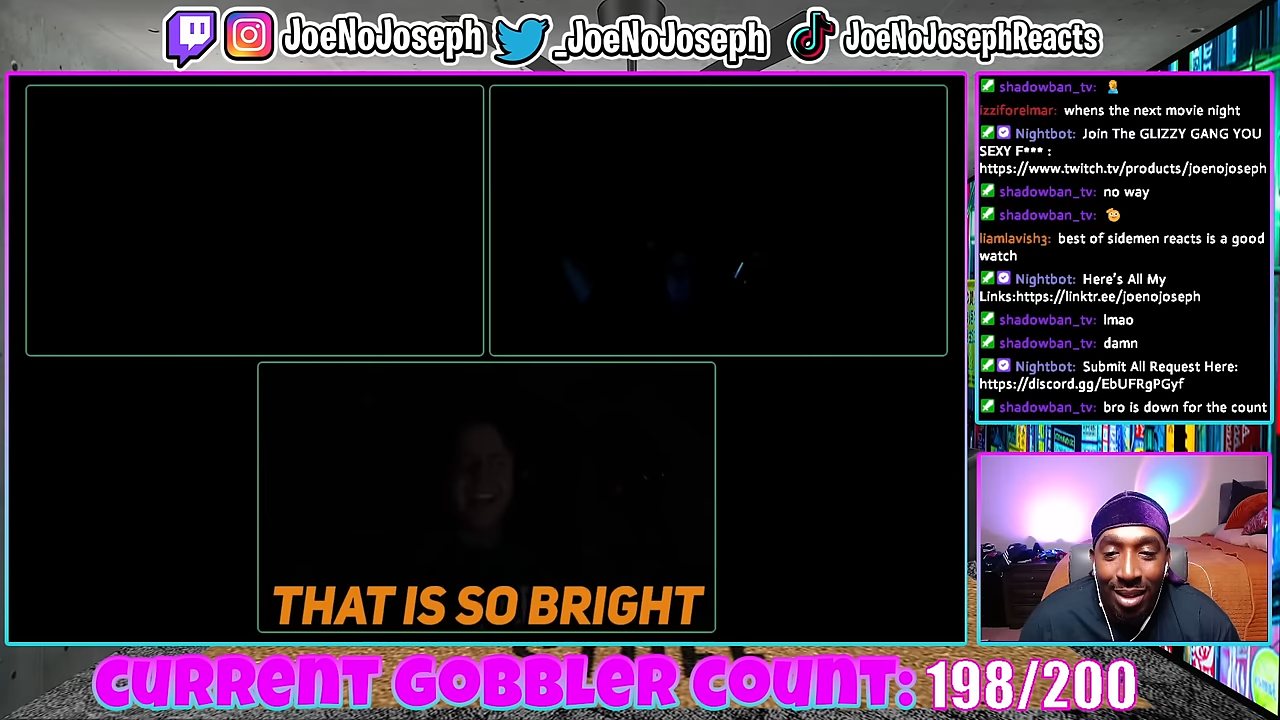 JoeNoJoseph _JoeNoJoseph JoeNoJosephReacts
shadowban_tv: 🤦
izziforelmar: whens the next movie night
Nightbot: Join The GLIZZY GANG YOU
SEXY F*** :
https://www.twitch.tv/products/joenojoseph
shadowban_tv: no way
shadowban_tv: 🫡
liamlavish3: best of sidemen reacts is a good
watch
Nightbot: Here's All My
Links:https://linktr.ee/joenojoseph
shadowban_tv: lmao
shadowban_tv: damn
Nightbot: Submit All Request Here:
https://discord.gg/EbUFRgPGyf
shadowban_tv: bro is down for the count
THAT IS SO BRIGHT
CURRENT GOBBLER COUNT: 198/200